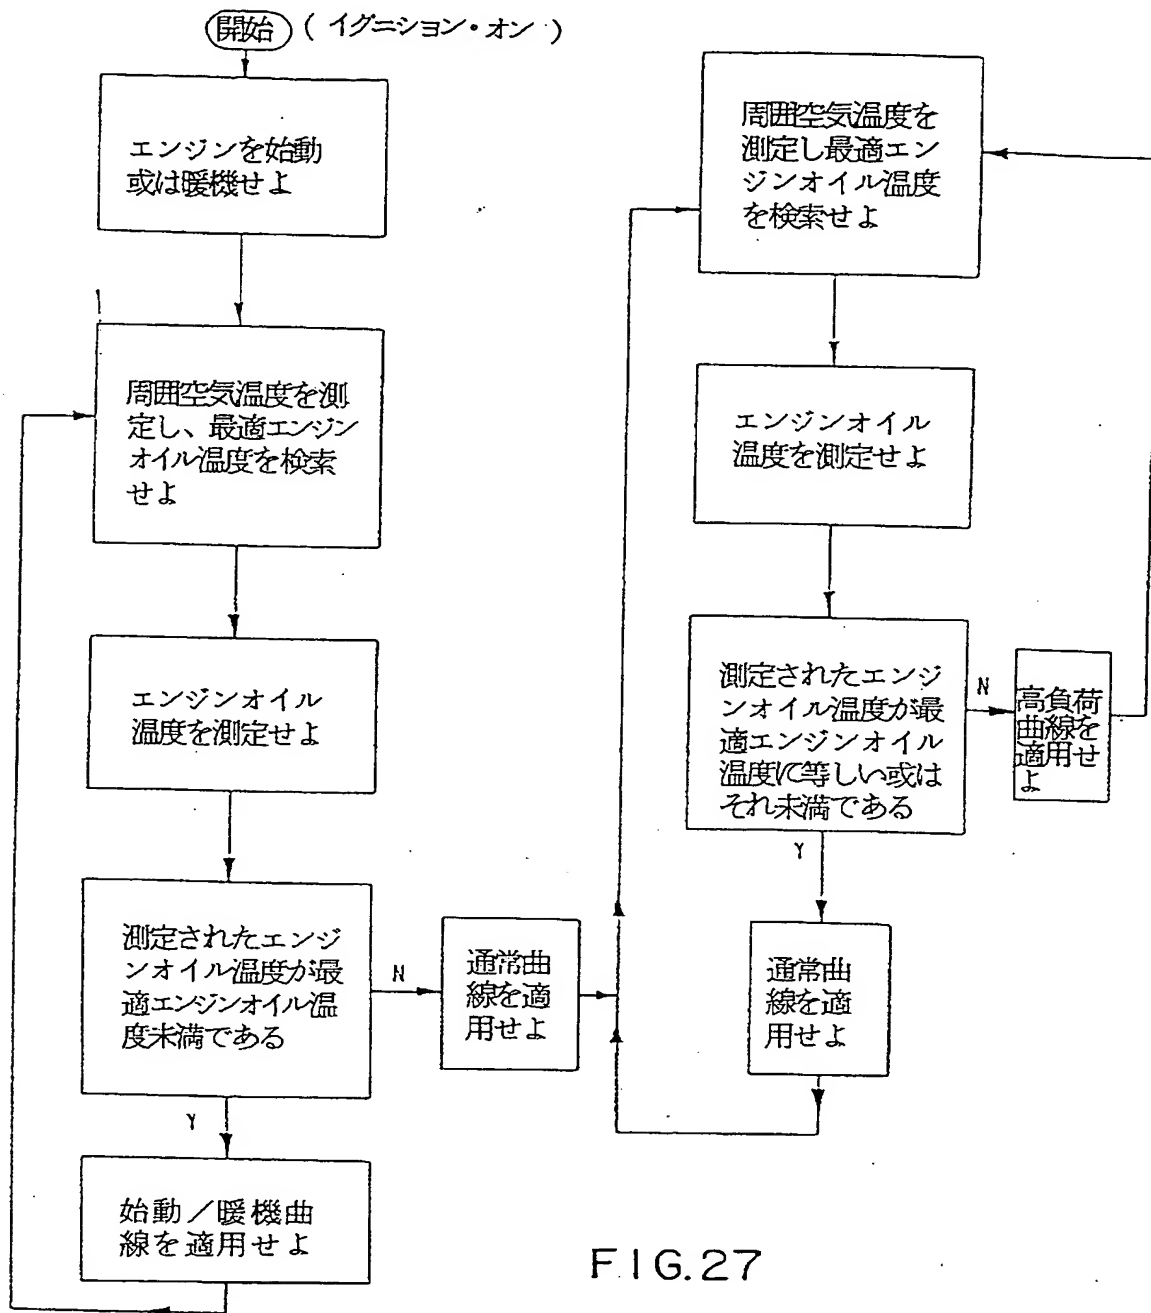 開始 ( イグニション・オン )
エンジンを始動
或は暖機せよ
周囲空気温度を測
定し、最適エンジン
オイル温度を検索
せよ
エンジンオイル
温度を測定せよ
測定されたエンジ
ンオイル温度が最
適エンジンオイル温
度未満である
N
Y
通常曲
線を適
用せよ
始動／暖機曲
線を適用せよ
周囲空気温度を
測定し最適エン
ジンオイル温度
を検索せよ
エンジンオイル
温度を測定せよ
測定されたエンジ
ンオイル温度が最
適エンジンオイル
温度に等しい或は
それ未満である
N
高負荷
曲線を
適用せ
よ
Y
通常曲
線を適
用せよ
FIG.27